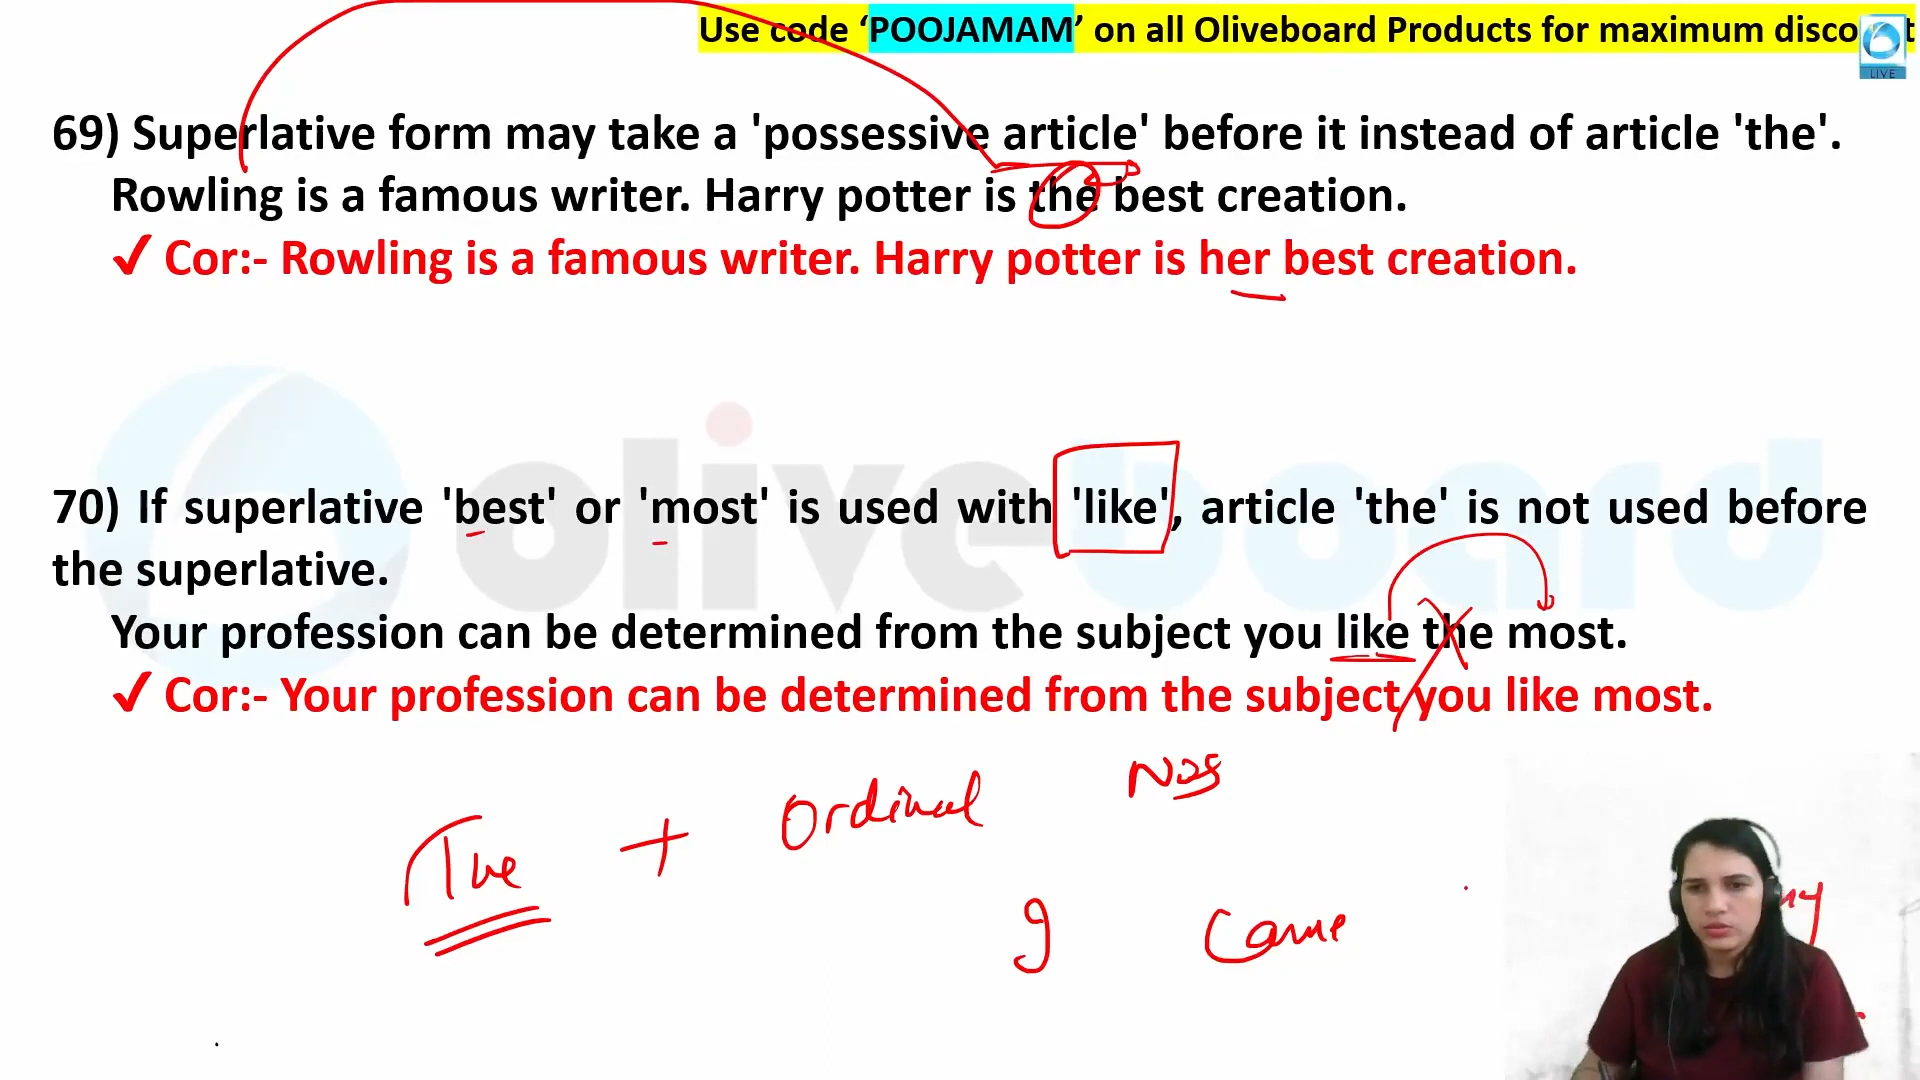 Use code ‘POOJAMAM’ on all Oliveboard Products for maximum disco t
LIVE
69) Superlative form may take a 'possessive article' before it instead of article 'the'.
Rowling is a famous writer. Harry potter is the best creation.
✓ Cor:- Rowling is a famous writer. Harry potter is her best creation.
oliveboard
70) If superlative 'best' or 'most' is used with 'like', article 'the' is not used before
the superlative.
Your profession can be determined from the subject you like the most.
✓ Cor:- Your profession can be determined from the subject you like most.
The + Ordinal Nos
I came